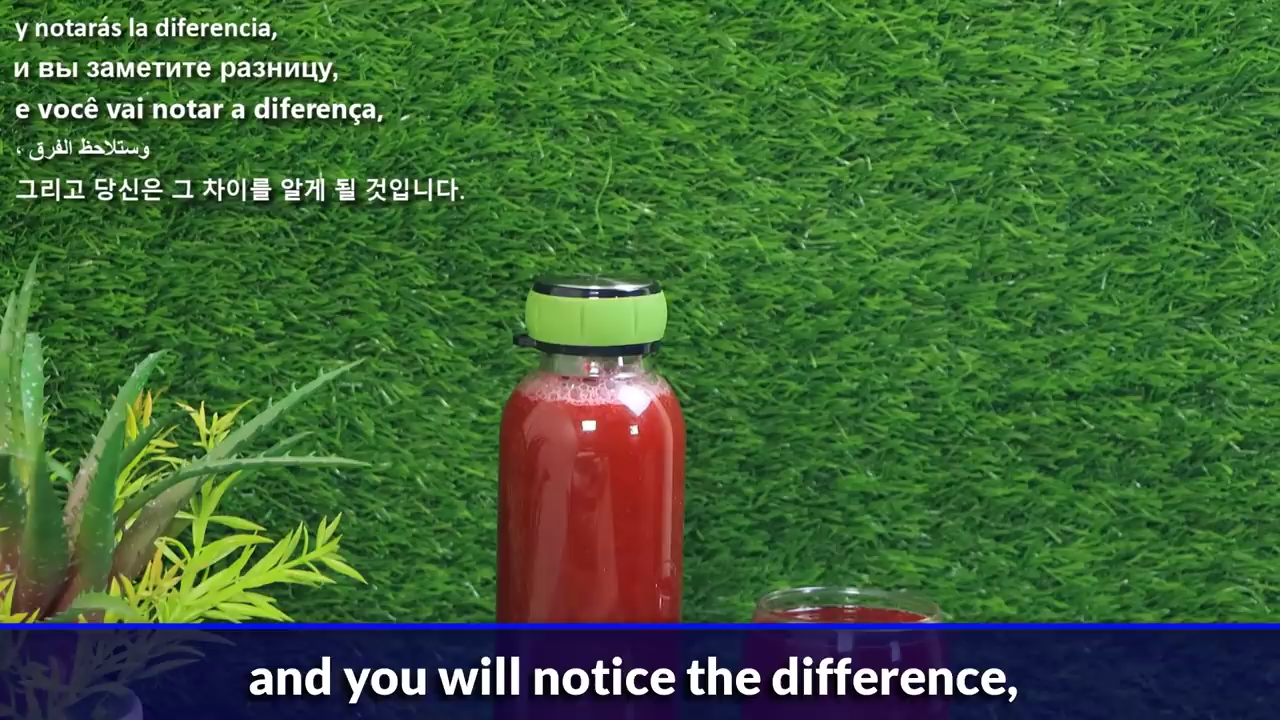 y notarás la diferencia,
и вы заметите разницу,
e você vai notar a diferença,
وستلاحظ الفرق ،
그리고 당신은 그 차이를 알게 될 것입니다.
and you will notice the difference,